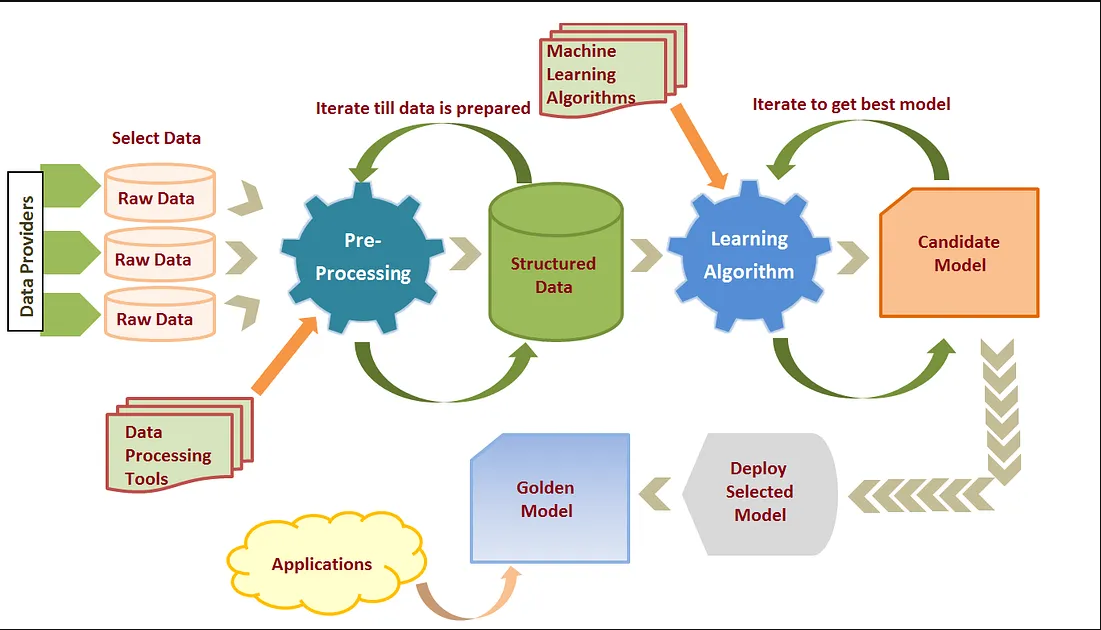 Machine
Learning
Algorithms
Iterate till data is prepared
Iterate to get best model
Select Data
Data Providers
Raw Data
Raw Data
Raw Data
Pre-
Processing
Structured
Data
Learning
Algorithm
Candidate
Model
Data
Processing
Tools
Golden
Model
Deploy
Selected
Model
Applications